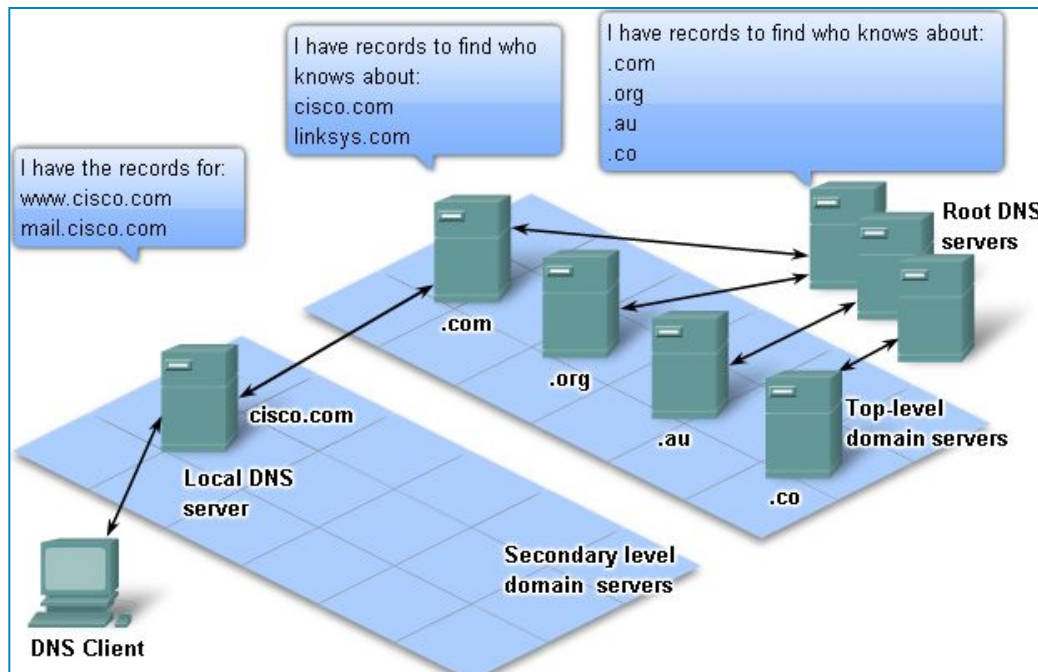 I have records to find who
knows about:
cisco.com
linksys.com
I have records to find who knows about:
.com
.org
.au
.co
I have the records for:
www.cisco.com
mail.cisco.com
Root DNS
servers
.com
.org
.au
.co
Top-level
domain servers
cisco.com
Local DNS
server
Secondary level
domain servers
DNS Client